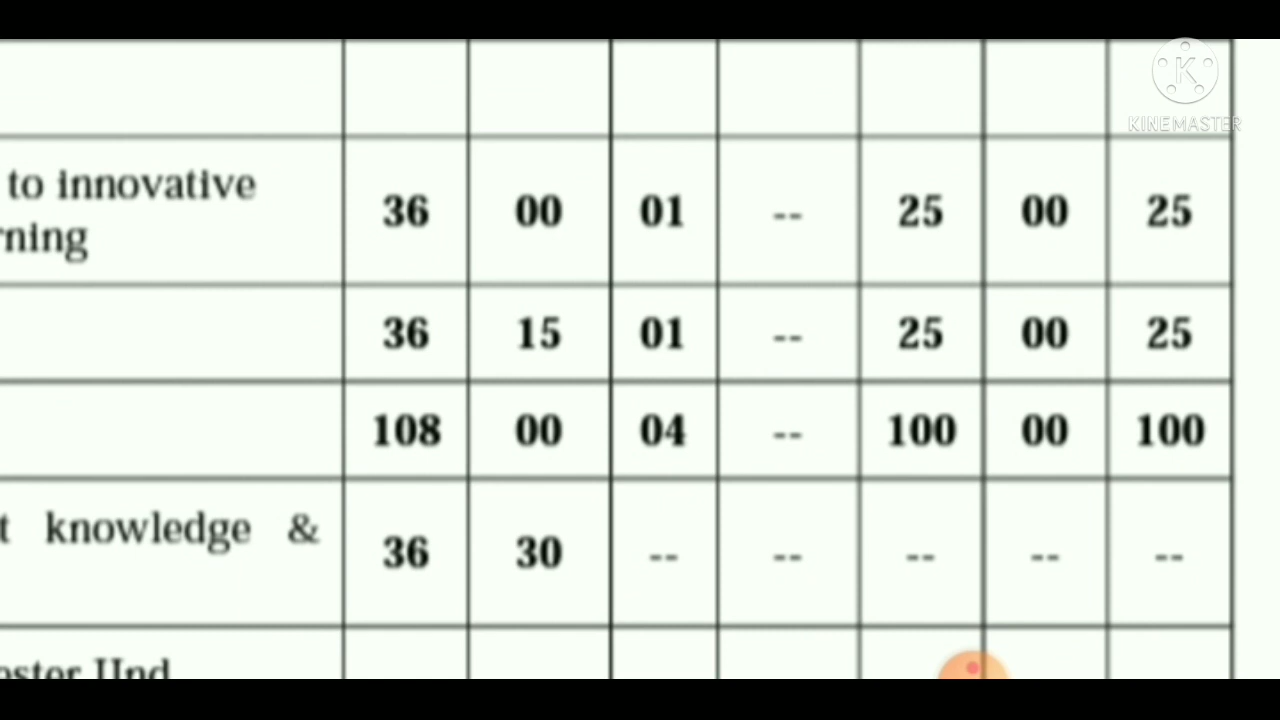 K
KINEMASTER
to innovative
36 00 01 -- 25 00 25
36 15 01 -- 25 00 25
108 00 04 -- 100 00 100
knowledge &
36 30 -- -- -- -- --
IInd